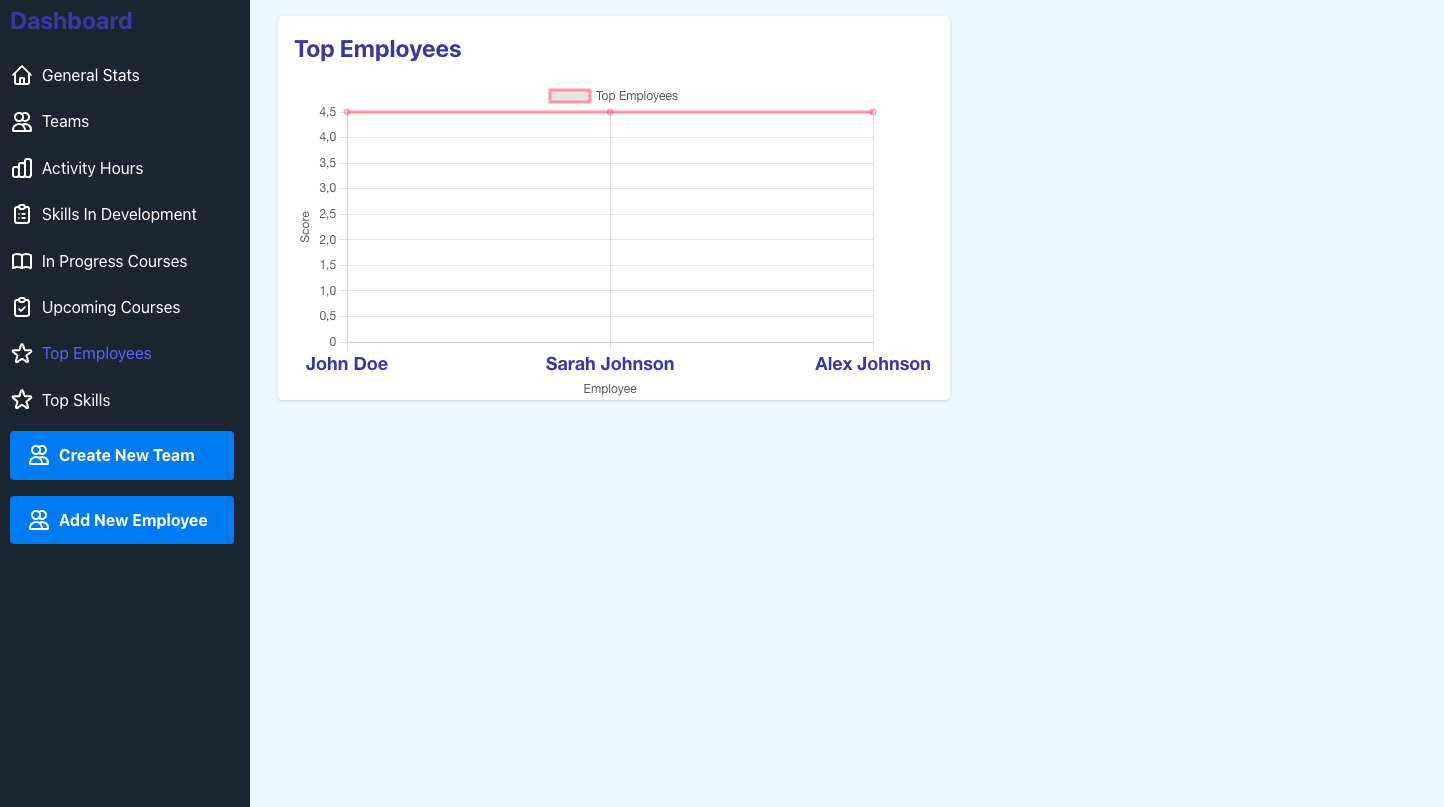 Dashboard
General Stats
Teams
Activity Hours
Skills In Development
In Progress Courses
Upcoming Courses
Top Employees
Top Skills
Create New Team
Add New Employee
Top Employees
Top Employees
4,5
4,0
3,5
3,0
2,5
2,0
1,5
1,0
0,5
0
Score
John Doe Sarah Johnson Alex Johnson
Employee